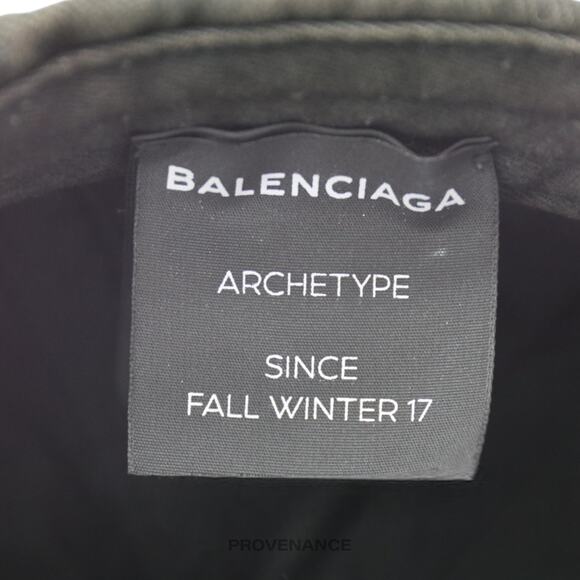 BALENCIAGA
ARCHETYPE
SINCE
FALL WINTER 17
PROVENANCE